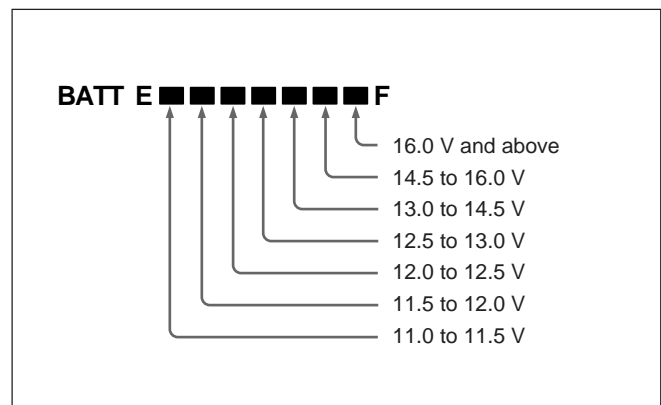 BATT E F
16.0 V and above
14.5 to 16.0 V
13.0 to 14.5 V
12.5 to 13.0 V
12.0 to 12.5 V
11.5 to 12.0 V
11.0 to 11.5 V